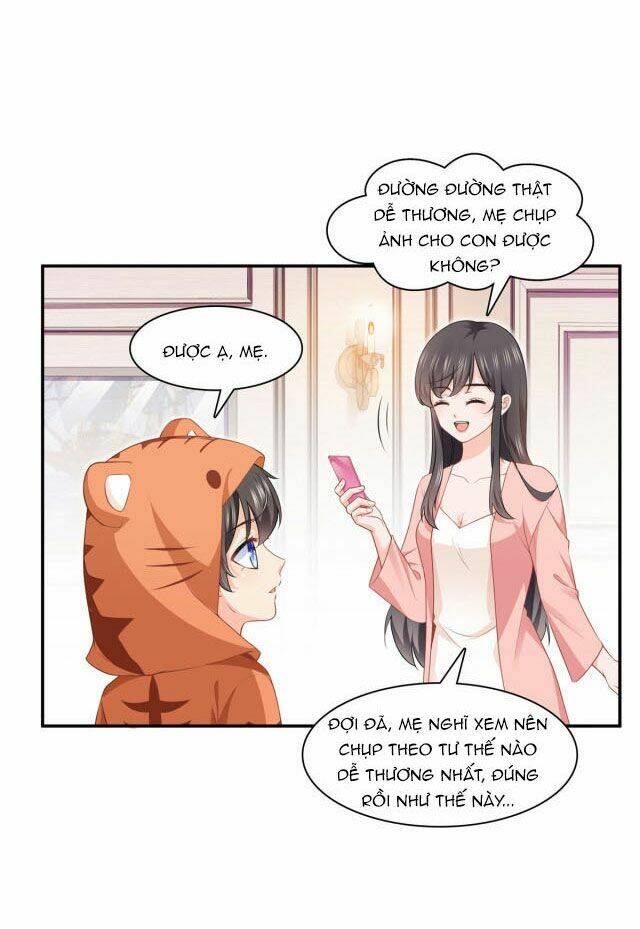 ĐƯỜNG ĐƯỜNG THẬT
DỄ THƯƠNG, MẸ CHỤP
ẢNH CHO CON ĐƯỢC
KHÔNG?
ĐƯỢC Ạ, MẸ.
ĐỢI ĐÃ, MẸ NGHĨ XEM NÊN
CHỤP THEO TƯ THẾ NÀO
DỄ THƯƠNG NHẤT, ĐÚNG
RỒI NHƯ THẾ NÀY...